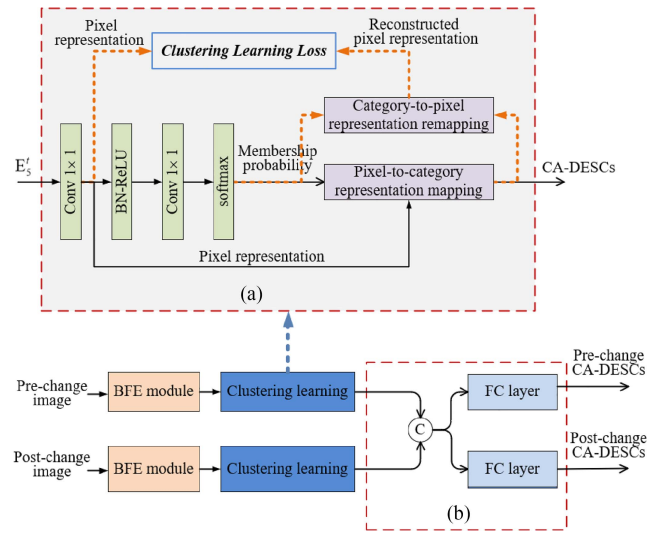 Pixel
representation
Clustering Learning Loss
Reconstructed
pixel representation
Category-to-pixel
representation remapping
E₅ᵗ
Conv 1×1
BN-ReLU
Conv 1×1
softmax
Membership
probability
Pixel-to-category
representation mapping
CA-DESCs
Pixel representation
(a)
Pre-change
image
BFE module
Clustering learning
FC layer
Pre-change
CA-DESCs
C
Post-change
image
BFE module
Clustering learning
FC layer
Post-change
CA-DESCs
(b)